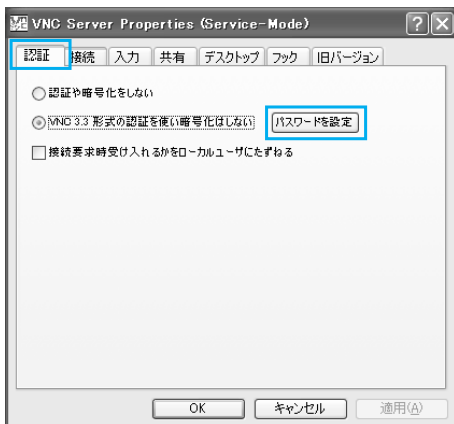 VNC Server Properties (Service-Mode)
認証 接続 入力 共有 デスクトップ フック 旧バージョン
認証や暗号化をしない
VNC 3.3 形式の認証を使い暗号化はしない パスワードを設定
接続要求時受け入れるかをローカルユーザにたずねる
OK キャンセル 適用(A)